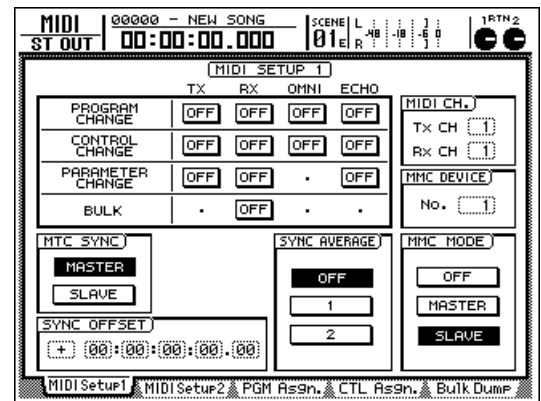 MIDI 00000 - NEW SONG SCENE L 1RTN2
ST OUT 00:00:00.000 01 E R -48 -18 -6 0
MIDI SETUP 1
TX RX OMNI ECHO
PROGRAM CHANGE OFF OFF OFF OFF
CONTROL CHANGE OFF OFF OFF OFF
PARAMETER CHANGE OFF OFF · OFF
BULK · OFF · ·
MIDI CH.
Tx CH 1
Rx CH 1
MMC DEVICE
No. 1
MTC SYNC
MASTER
SLAVE
SYNC AVERAGE
OFF
1
2
MMC MODE
OFF
MASTER
SLAVE
SYNC OFFSET
+ 00:00:00:00.00
MIDI Setup1 MIDI Setup2 PGM Asgn. CTL Asgn. Bulk Dump